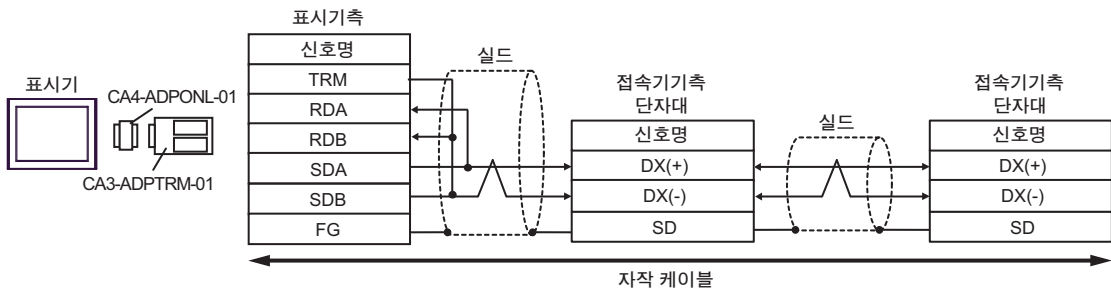 표시기
CA4-ADPONL-01
CA3-ADPTRM-01
표시기측
신호명
TRM
RDA
RDB
SDA
SDB
FG
실드
접속기기측
단자대
신호명
DX(+)
DX(-)
SD
실드
접속기기측
단자대
신호명
DX(+)
DX(-)
SD
자작 케이블